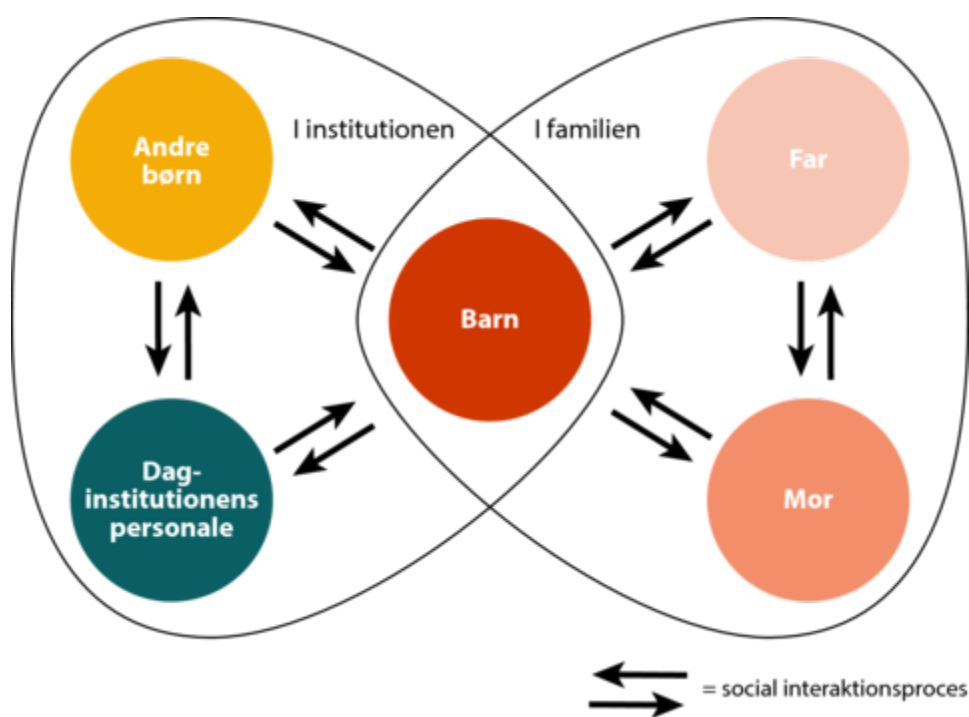 I institutionen
I familien
Andre
børn
Far
Barn
Dag-
institutionens
personale
Mor
= social interaktionsproces